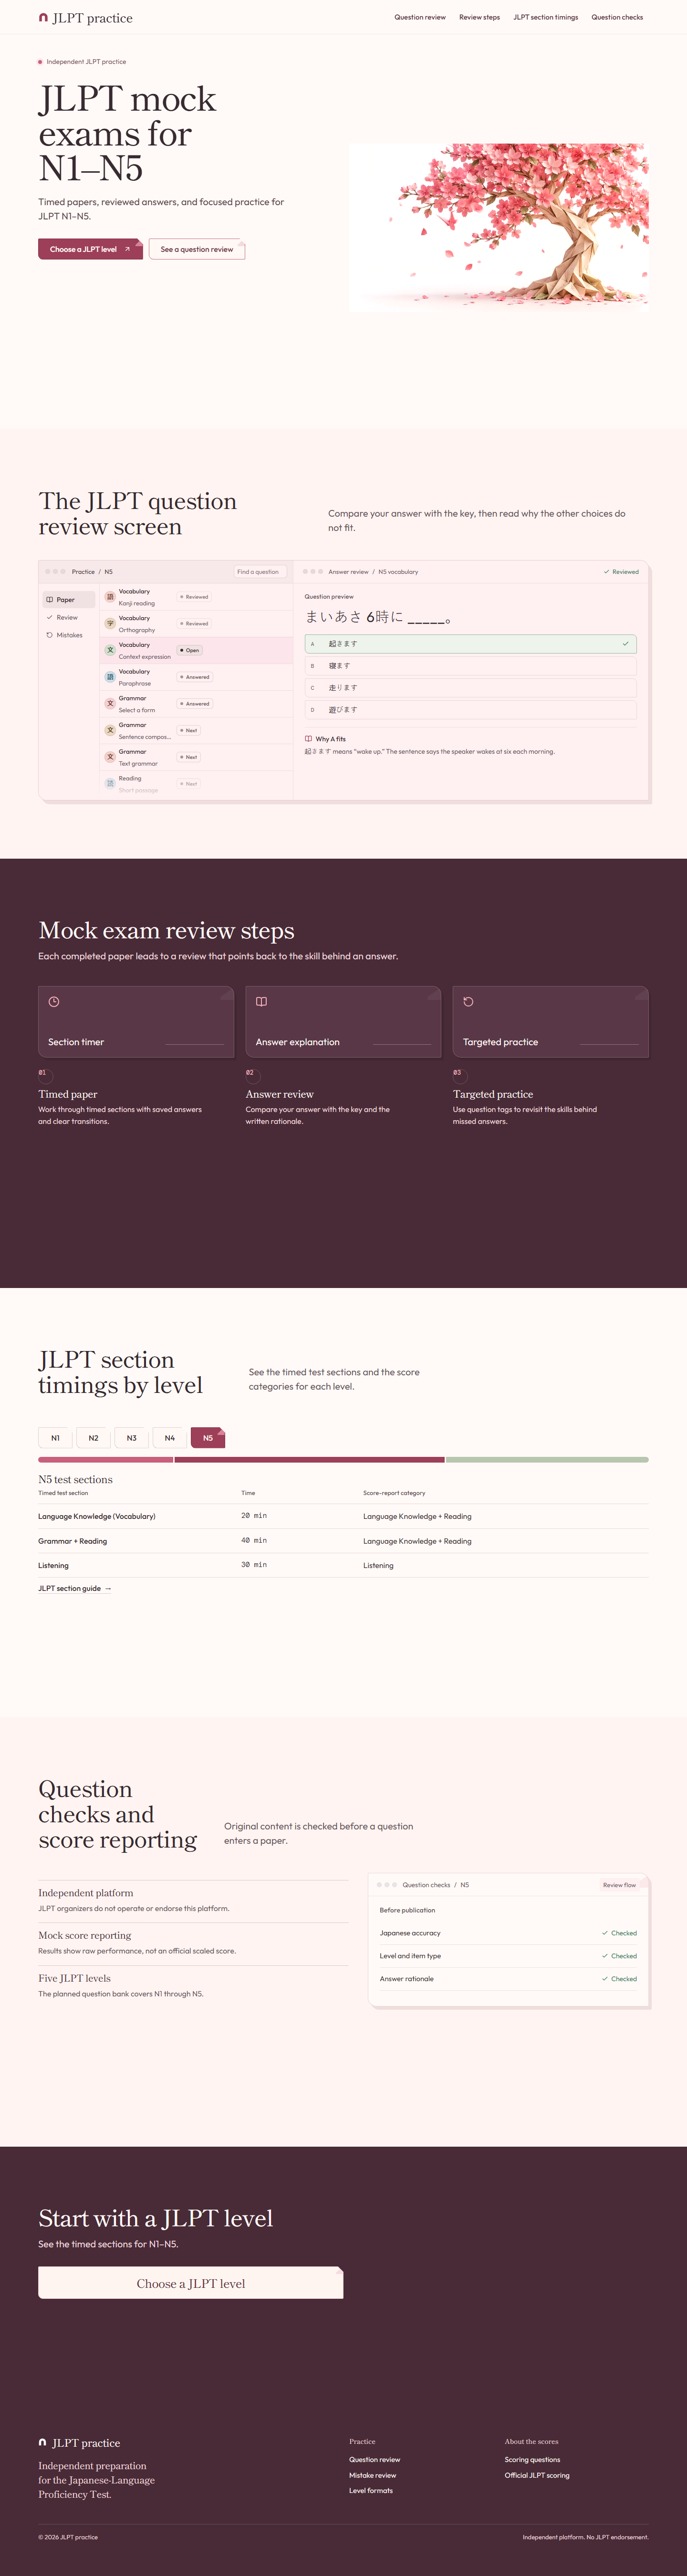 JLPT practice
Question review
Review steps
JLPT section timings
Question checks
Independent JLPT practice
JLPT mock
exams for
N1–N5
Timed papers, reviewed answers, and focused practice for
JLPT N1–N5.
Choose a JLPT level
See a question review
The JLPT question
review screen
Compare your answer with the key, then read why the other choices do
not fit.
Practice / N5
Find a question
Paper
Review
Mistakes
Vocabulary
Kanji reading
Reviewed
Vocabulary
Orthography
Reviewed
Vocabulary
Context expression
Open
Vocabulary
Paraphrase
Answered
Grammar
Select a form
Answered
Grammar
Sentence compos...
Next
Grammar
Text grammar
Next
Reading
Short passage
Next
Answer review / N5 vocabulary
Reviewed
Question preview
まいあさ 6時に _____。
A 起きます
B 寝ます
C 走ります
D 遊びます
Why A fits
起きます means “wake up.” The sentence says the speaker wakes at six each morning.
Mock exam review steps
Each completed paper leads to a review that points back to the skill behind an answer.
Section timer
01
Timed paper
Work through timed sections with saved answers
and clear transitions.
Answer explanation
02
Answer review
Compare your answer with the key and the
written rationale.
Targeted practice
03
Targeted practice
Use question tags to revisit the skills behind
missed answers.
JLPT section
timings by level
See the timed test sections and the score
categories for each level.
N1
N2
N3
N4
N5
N5 test sections
Timed test section Time Score-report category
Language Knowledge (Vocabulary) 20 min Language Knowledge + Reading
Grammar + Reading 40 min Language Knowledge + Reading
Listening 30 min Listening
JLPT section guide →
Question
checks and
score reporting
Original content is checked before a question
enters a paper.
Independent platform
JLPT organizers do not operate or endorse this platform.
Mock score reporting
Results show raw performance, not an official scaled score.
Five JLPT levels
The planned question bank covers N1 through N5.
Question checks / N5
Review flow
Before publication
Japanese accuracy Checked
Level and item type Checked
Answer rationale Checked
Start with a JLPT level
See the timed sections for N1–N5.
Choose a JLPT level
JLPT practice
Independent preparation
for the Japanese-Language
Proficiency Test.
Practice
Question review
Mistake review
Level formats
About the scores
Scoring questions
Official JLPT scoring
© 2026 JLPT practice
Independent platform. No JLPT endorsement.